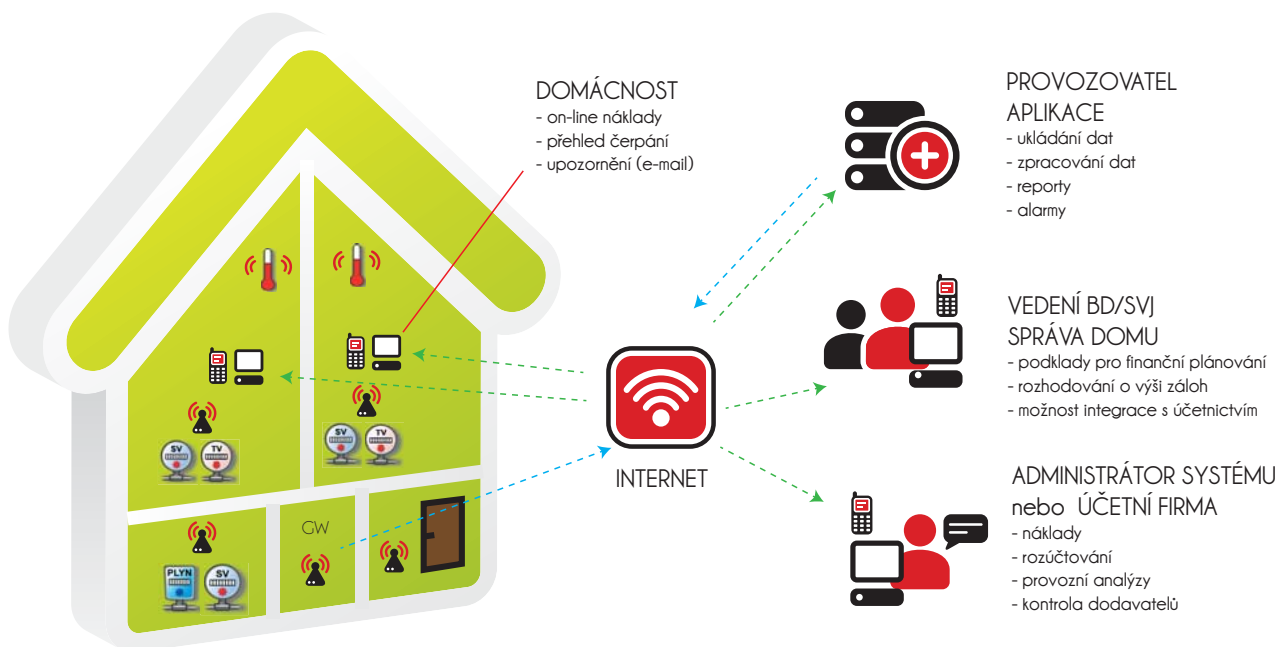 DOMÁCNOST
- on-line náklady
- přehled čerpání
- upozornění (e-mail)
PROVOZOVATEL
APLIKACE
- ukládání dat
- zpracování dat
- reporty
- alarmy
VEDENÍ BD/SVJ
SPRÁVA DOMU
- podklady pro finanční plánování
- rozhodování o výši záloh
- možnost integrace s účetnictvím
INTERNET
ADMINISTRÁTOR SYSTÉMU
nebo ÚČETNÍ FIRMA
- náklady
- rozúčtování
- provozní analýzy
- kontrola dodavatelů
SV
TV
SV
TV
GW
PLYN
SV